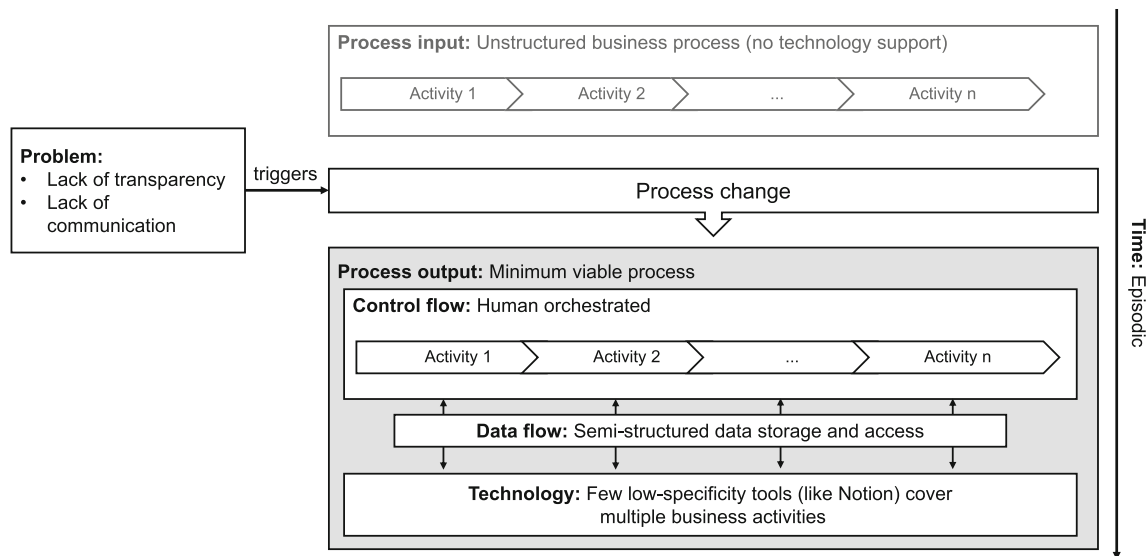 Process input: Unstructured business process (no technology support)
Activity 1
Activity 2
...
Activity n
Problem:
• Lack of transparency
• Lack of
communication
triggers
Process change
Process output: Minimum viable process
Control flow: Human orchestrated
Activity 1
Activity 2
...
Activity n
Data flow: Semi-structured data storage and access
Technology: Few low-specificity tools (like Notion) cover
multiple business activities
Time: Episodic